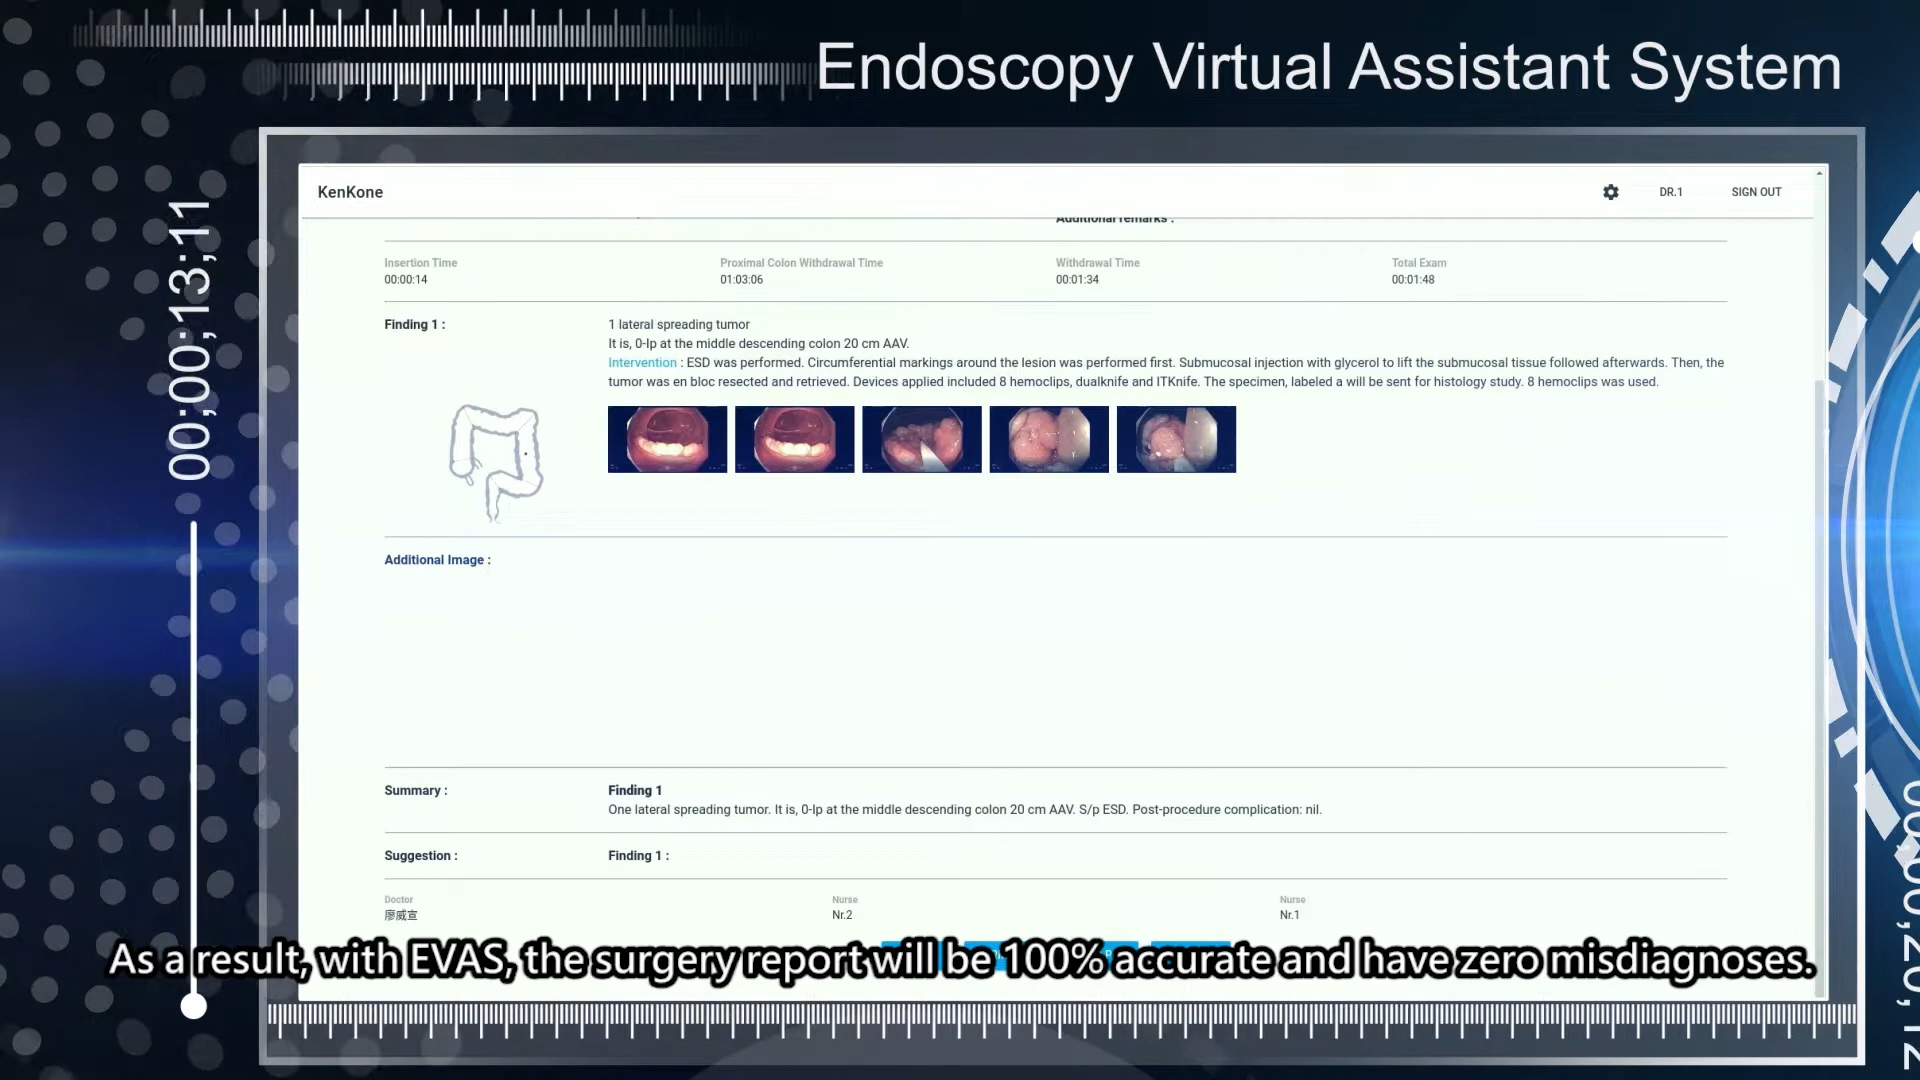 Endoscopy Virtual Assistant System
00;00;13;11
KenKone
DR.1
SIGN OUT
Additional remarks :
Insertion Time
00:00:14
Proximal Colon Withdrawal Time
01:03:06
Withdrawal Time
00:01:34
Total Exam
00:01:48
Finding 1 :
1 lateral spreading tumor
It is, 0-Ip at the middle descending colon 20 cm AAV.
Intervention : ESD was performed. Circumferential markings around the lesion was performed first. Submucosal injection with glycerol to lift the submucosal tissue followed afterwards. Then, the
tumor was en bloc resected and retrieved. Devices applied included 8 hemoclips, dualknife and ITKnife. The specimen, labeled a will be sent for histology study. 8 hemoclips was used.
Additional Image :
Summary :
Finding 1
One lateral spreading tumor. It is, 0-Ip at the middle descending colon 20 cm AAV. S/p ESD. Post-procedure complication: nil.
Suggestion :
Finding 1 :
Doctor
廖威宣
Nurse
Nr.2
Nurse
Nr.1
As a result, with EVAS, the surgery report will be 100% accurate and have zero misdiagnoses.